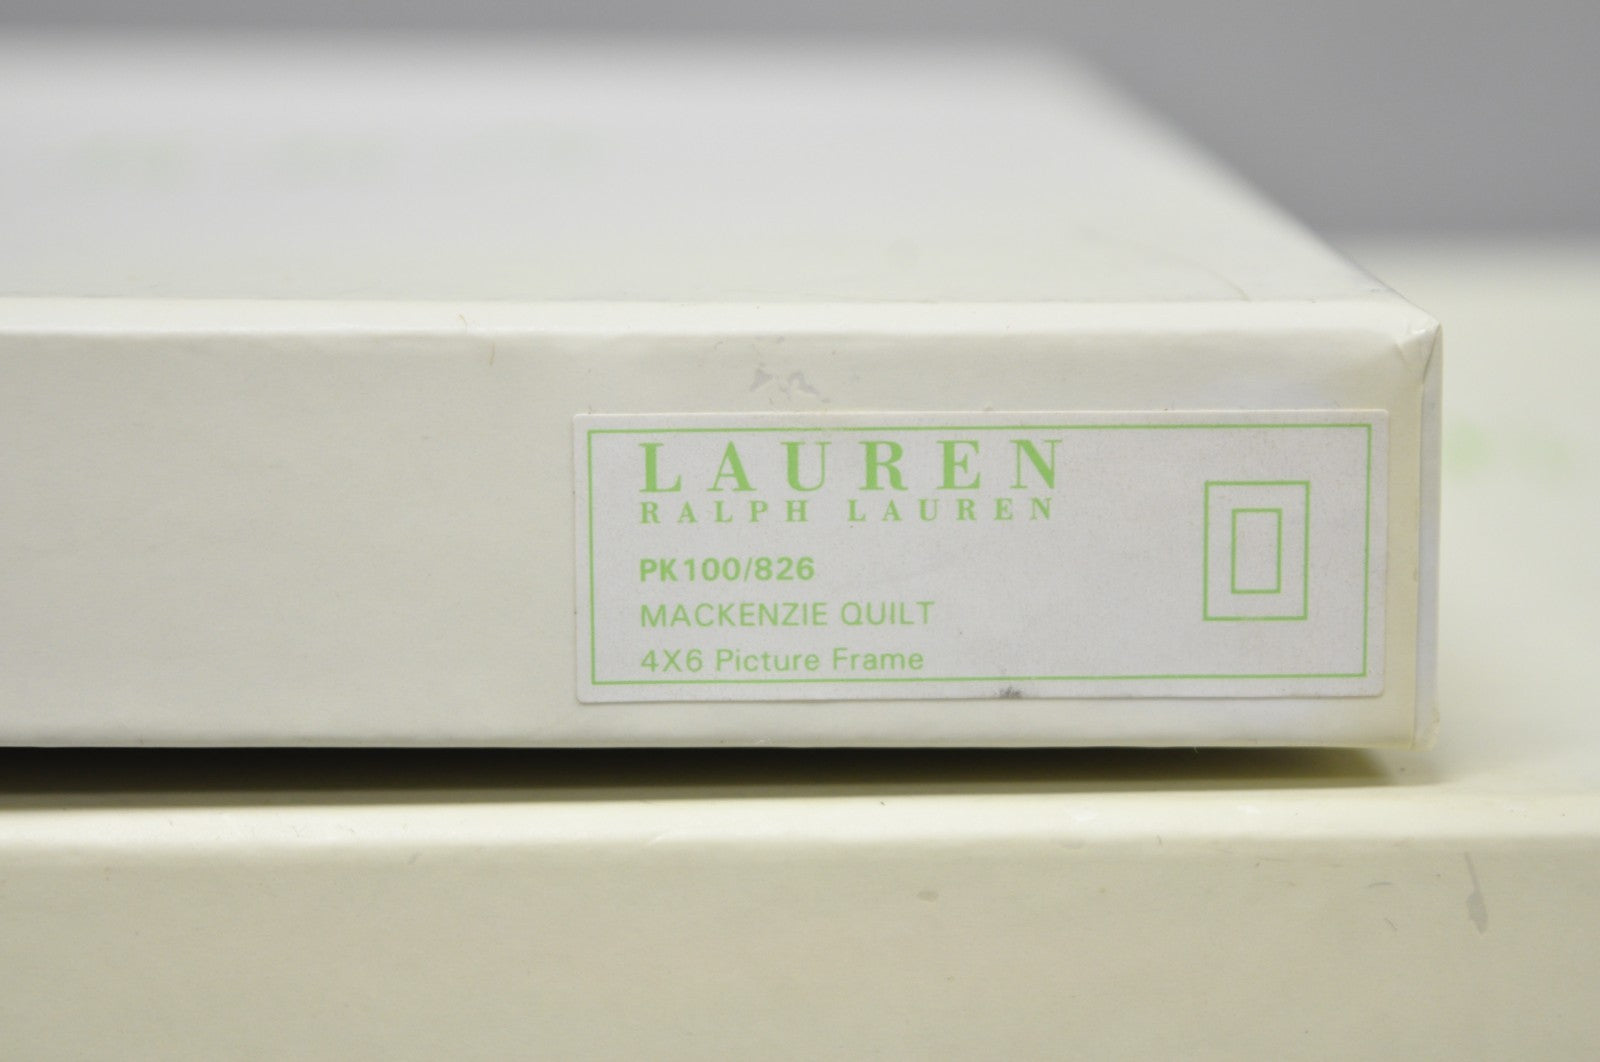 LAUREN
RALPH LAUREN
PK100/826
MACKENZIE QUILT
4X6 Picture Frame